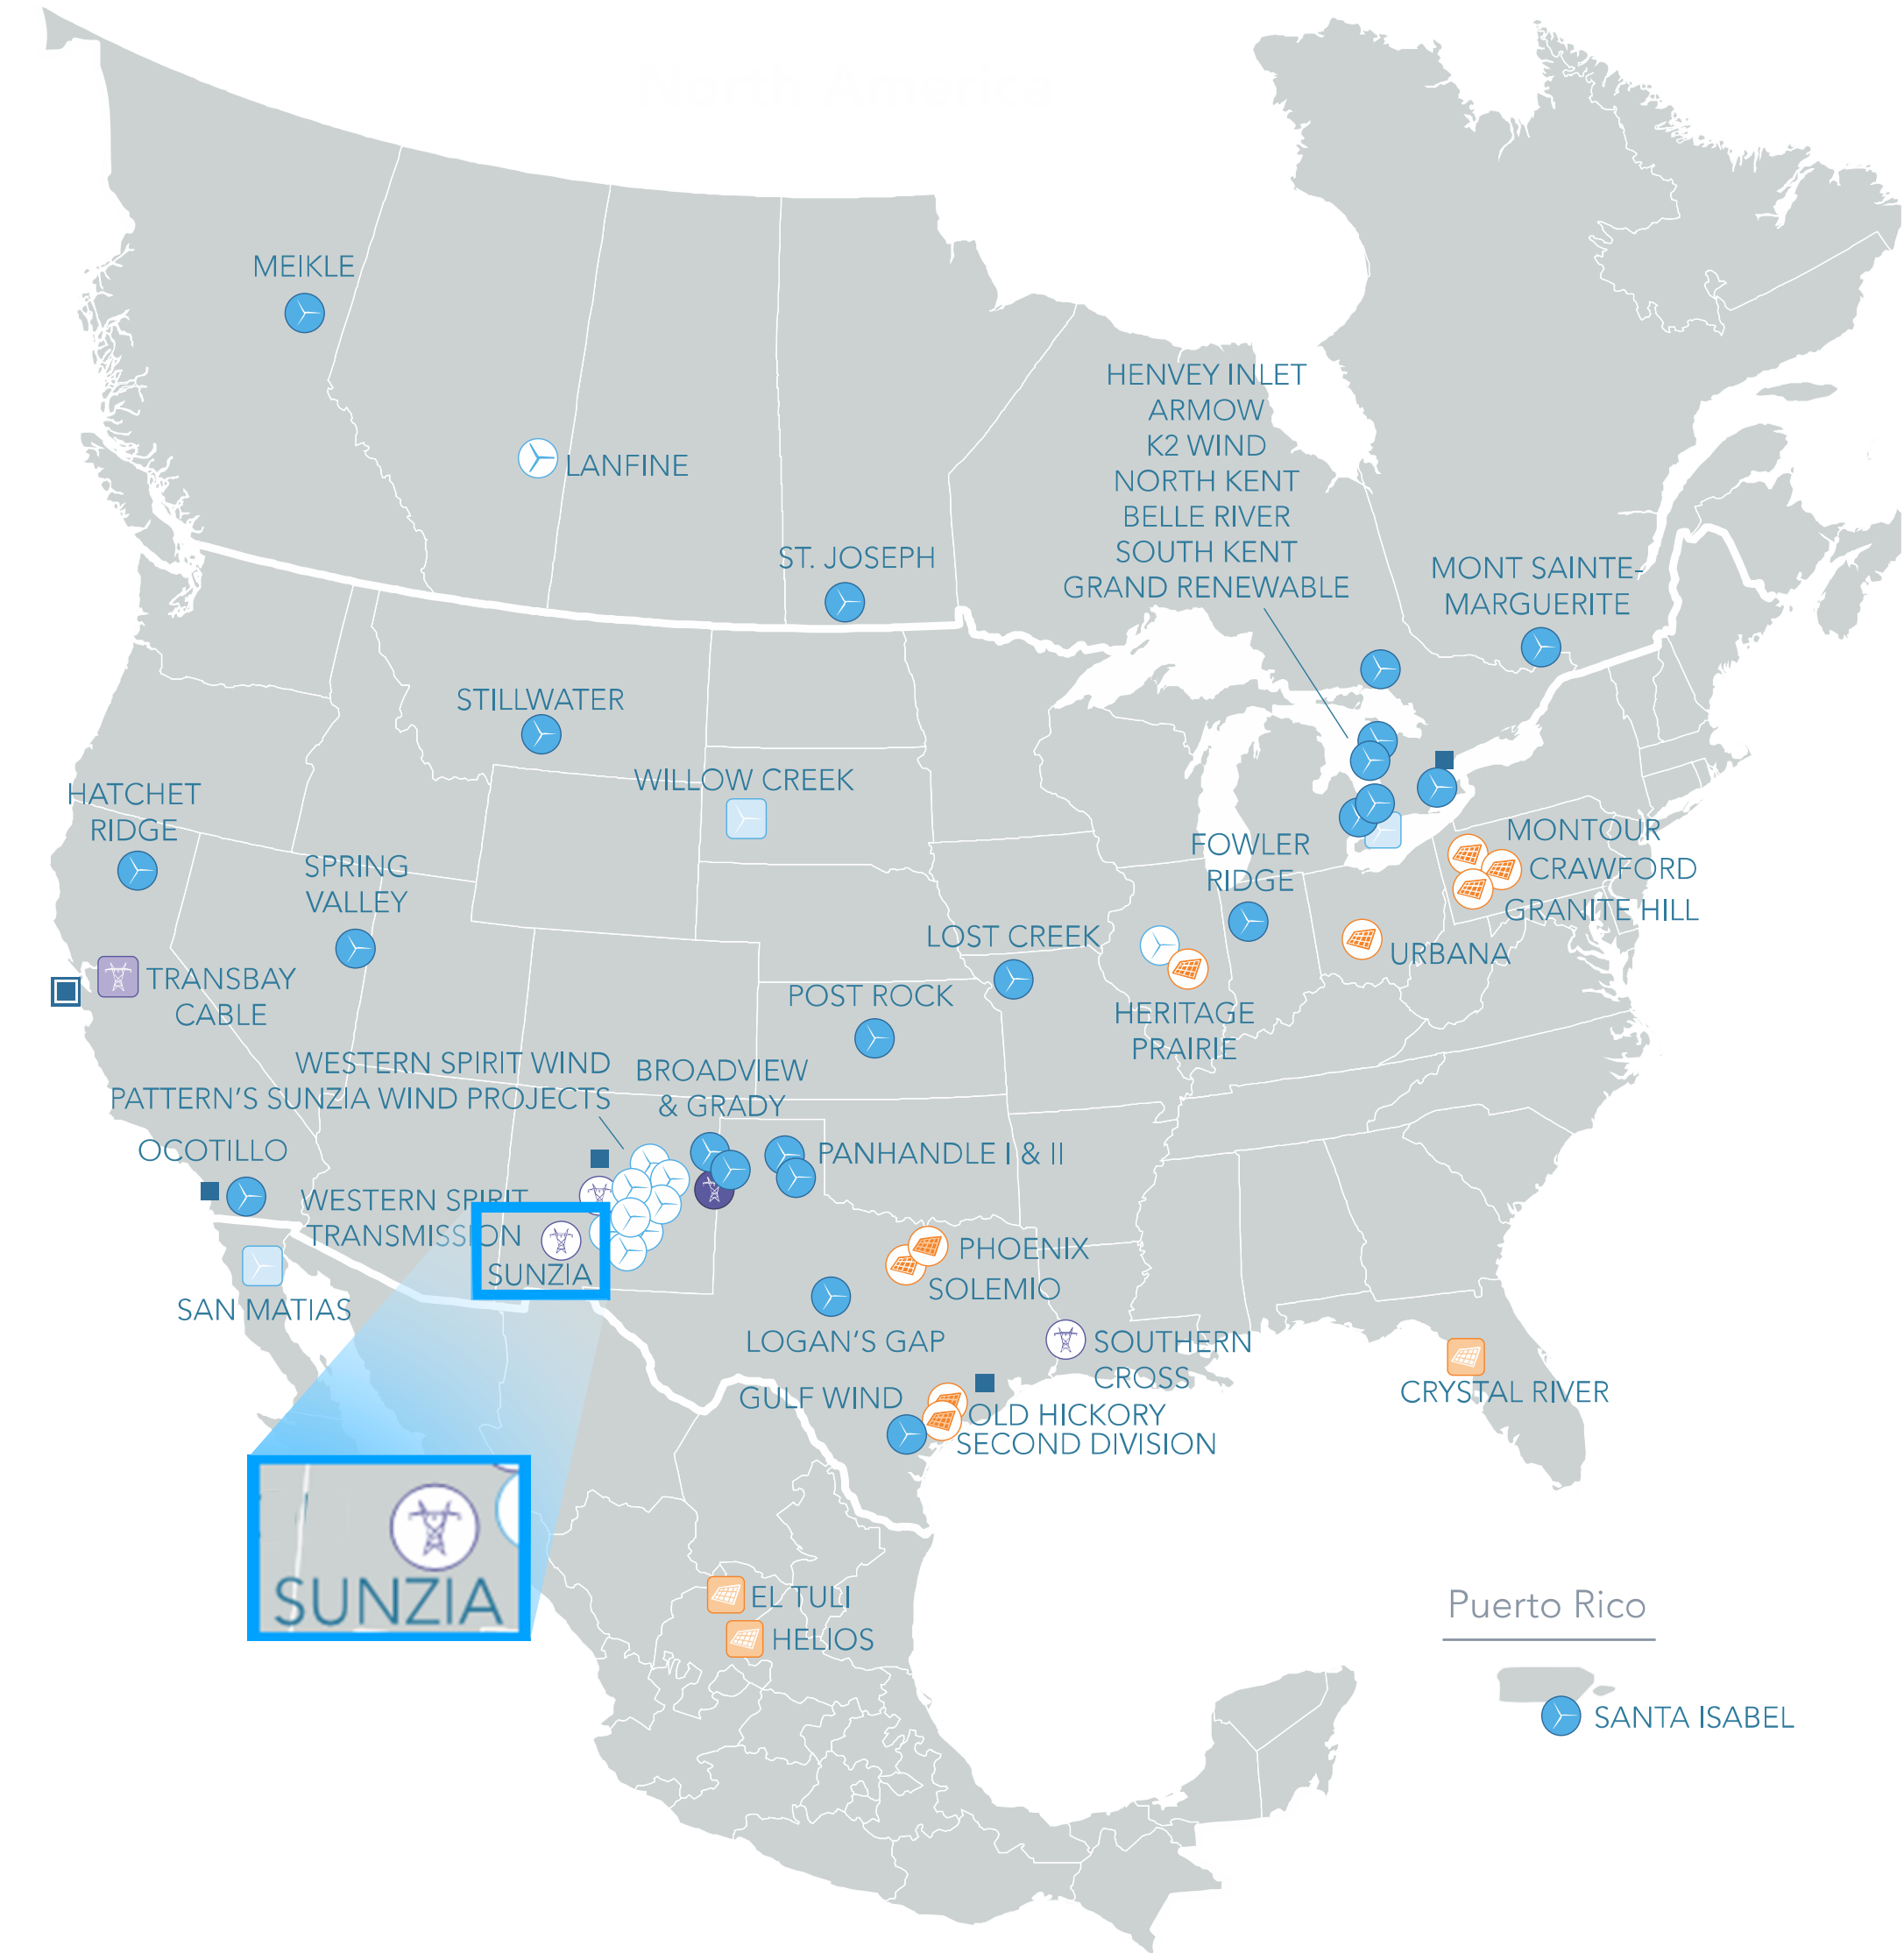 MEIKLE
LANFINE
HENVEY INLET
ARMOW
K2 WIND
NORTH KENT
BELLE RIVER
SOUTH KENT
GRAND RENEWABLE
ST. JOSEPH
MONT SAINTE-
MARGUERITE
STILLWATER
WILLOW CREEK
HATCHET
RIDGE
SPRING
VALLEY
FOWLER
RIDGE
MONTOUR
CRAWFORD
GRANITE HILL
URBANA
LOST CREEK
TRANSBAY
CABLE
POST ROCK
HERITAGE
PRAIRIE
WESTERN SPIRIT WIND
PATTERN'S SUNZIA WIND PROJECTS
BROADVIEW
& GRADY
OCOTILLO
PANHANDLE I & II
WESTERN SPIRIT
TRANSMISSION
SUNZIA
PHOENIX
SOLEMIO
SAN MATIAS
LOGAN'S GAP
SOUTHERN
CROSS
GULF WIND
OLD HICKORY
SECOND DIVISION
CRYSTAL RIVER
SUNZIA
EL TULI
HELIOS
Puerto Rico
SANTA ISABEL